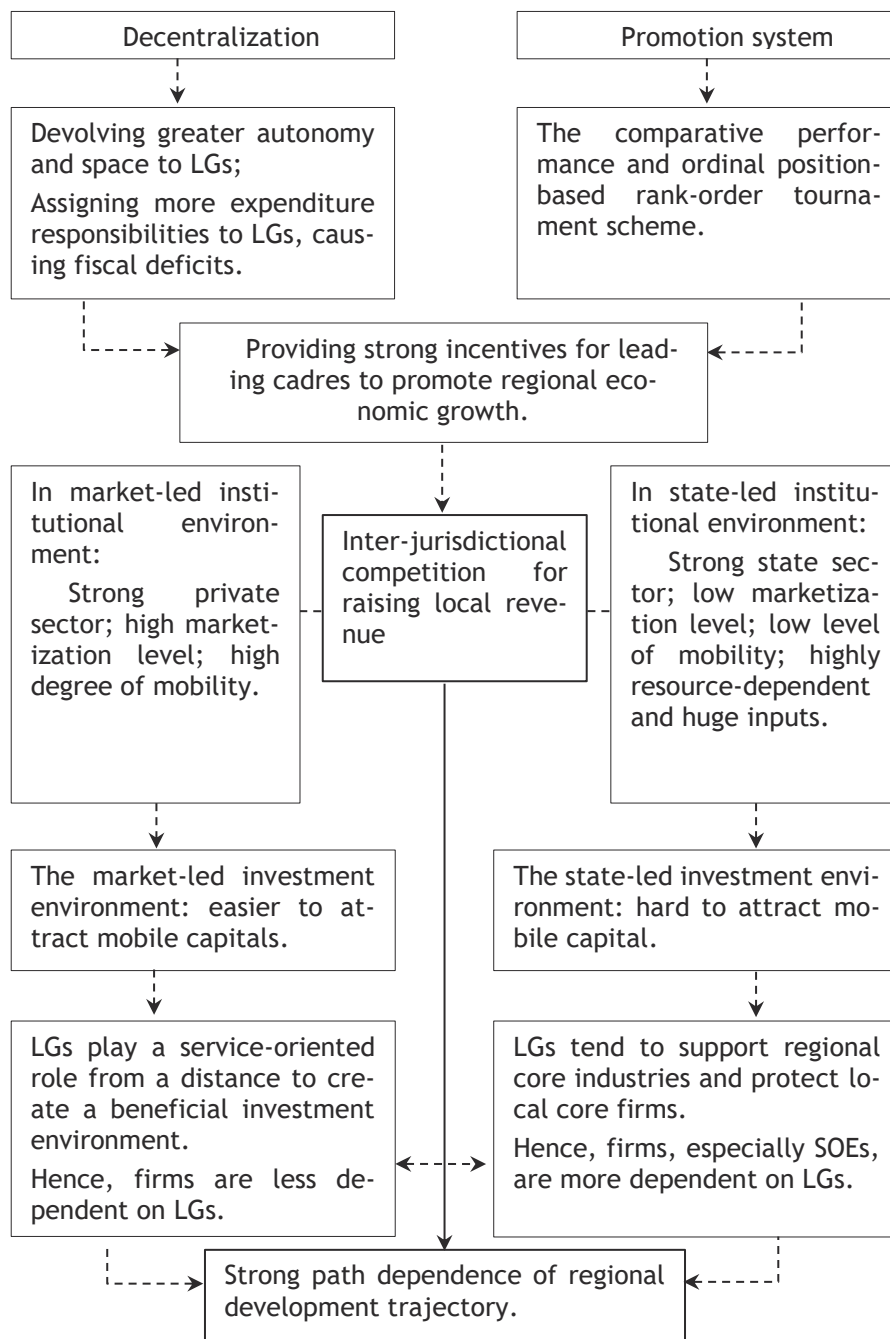 Decentralization
Promotion system
Devolving greater autonomy
and space to LGs;
Assigning more expenditure
responsibilities to LGs, caus-
ing fiscal deficits.
The comparative perfor-
mance and ordinal position-
based rank-order tourna-
ment scheme.
Providing strong incentives for lead-
ing cadres to promote regional eco-
nomic growth.
In market-led insti-
tutional environ-
ment:
Strong private
sector; high market-
ization level; high
degree of mobility.
Inter-jurisdictional
competition for
raising local reve-
nue
In state-led institu-
tional environment:
Strong state sec-
tor; low marketiza-
tion level; low level
of mobility; highly
resource-dependent
and huge inputs.
The market-led investment
environment: easier to at-
tract mobile capitals.
The state-led investment envi-
ronment: hard to attract mo-
bile capital.
LGs play a service-oriented
role from a distance to cre-
ate a beneficial investment
environment.
Hence, firms are less de-
pendent on LGs.
LGs tend to support regional
core industries and protect lo-
cal core firms.
Hence, firms, especially SOEs,
are more dependent on LGs.
Strong path dependence of regional
development trajectory.